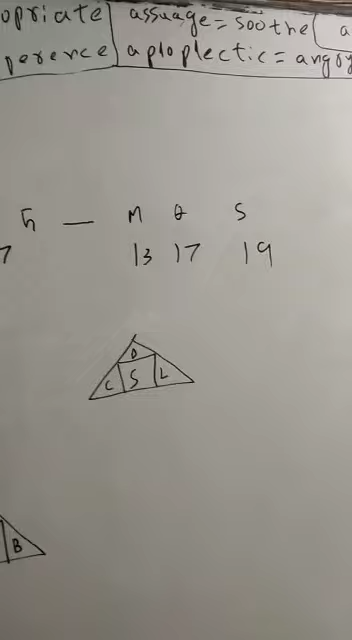 opriate assuage = soothe a
perence aploplectic = angry
ㄷ — M Q S
7 13 17 19
D
C S L
B